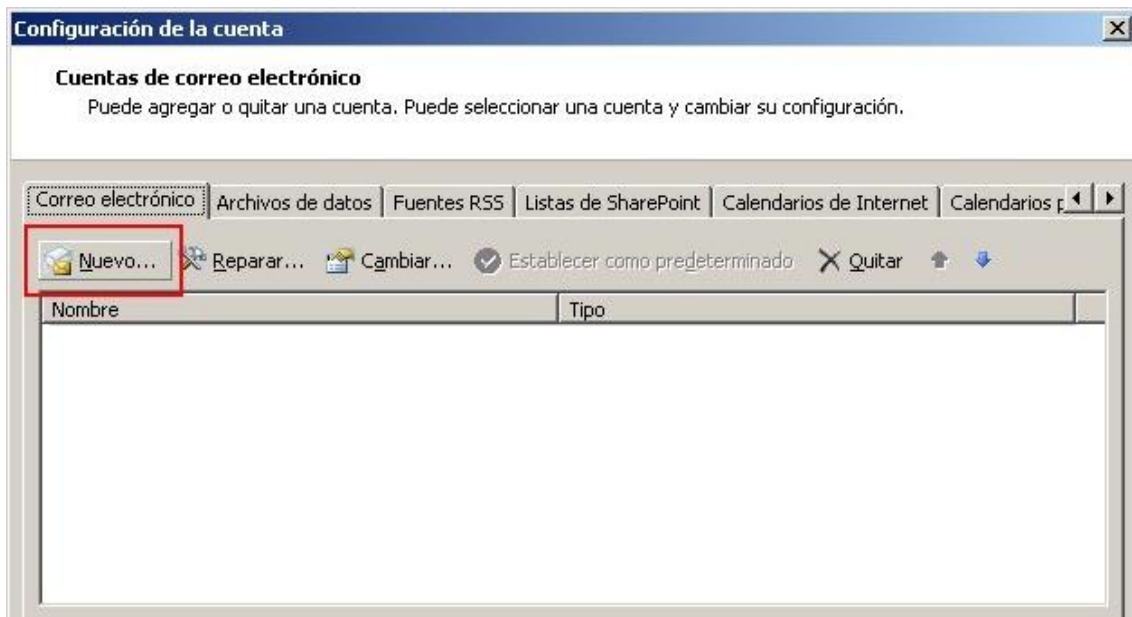 Configuración de la cuenta
Cuentas de correo electrónico
Puede agregar o quitar una cuenta. Puede seleccionar una cuenta y cambiar su configuración.
Correo electrónico Archivos de datos Fuentes RSS Listas de SharePoint Calendarios de Internet Calendarios
Nuevo... Reparar... Cambiar... Establecer como predeterminado Quitar
Nombre Tipo